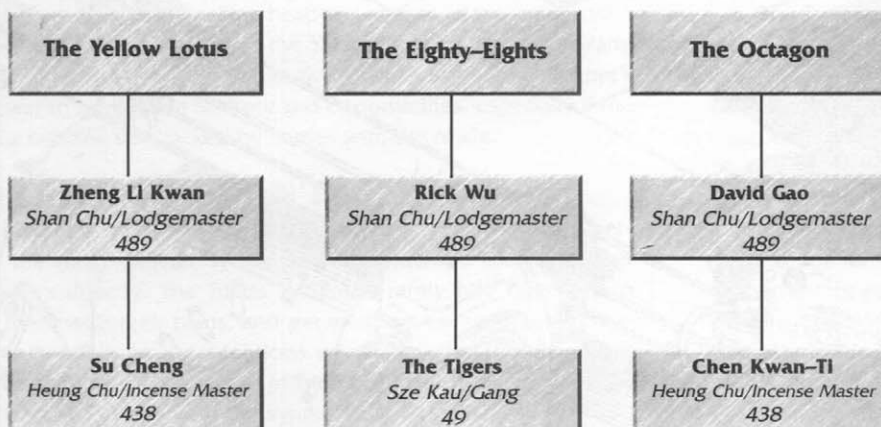 The Yellow Lotus
The Eighty–Eights
The Octagon
Zheng Li Kwan
Shan Chu/Lodgemaster
489
Rick Wu
Shan Chu/Lodgemaster
489
David Gao
Shan Chu/Lodgemaster
489
Su Cheng
Heung Chu/Incense Master
438
The Tigers
Sze Kau/Gang
49
Chen Kwan–Ti
Heung Chu/Incense Master
438